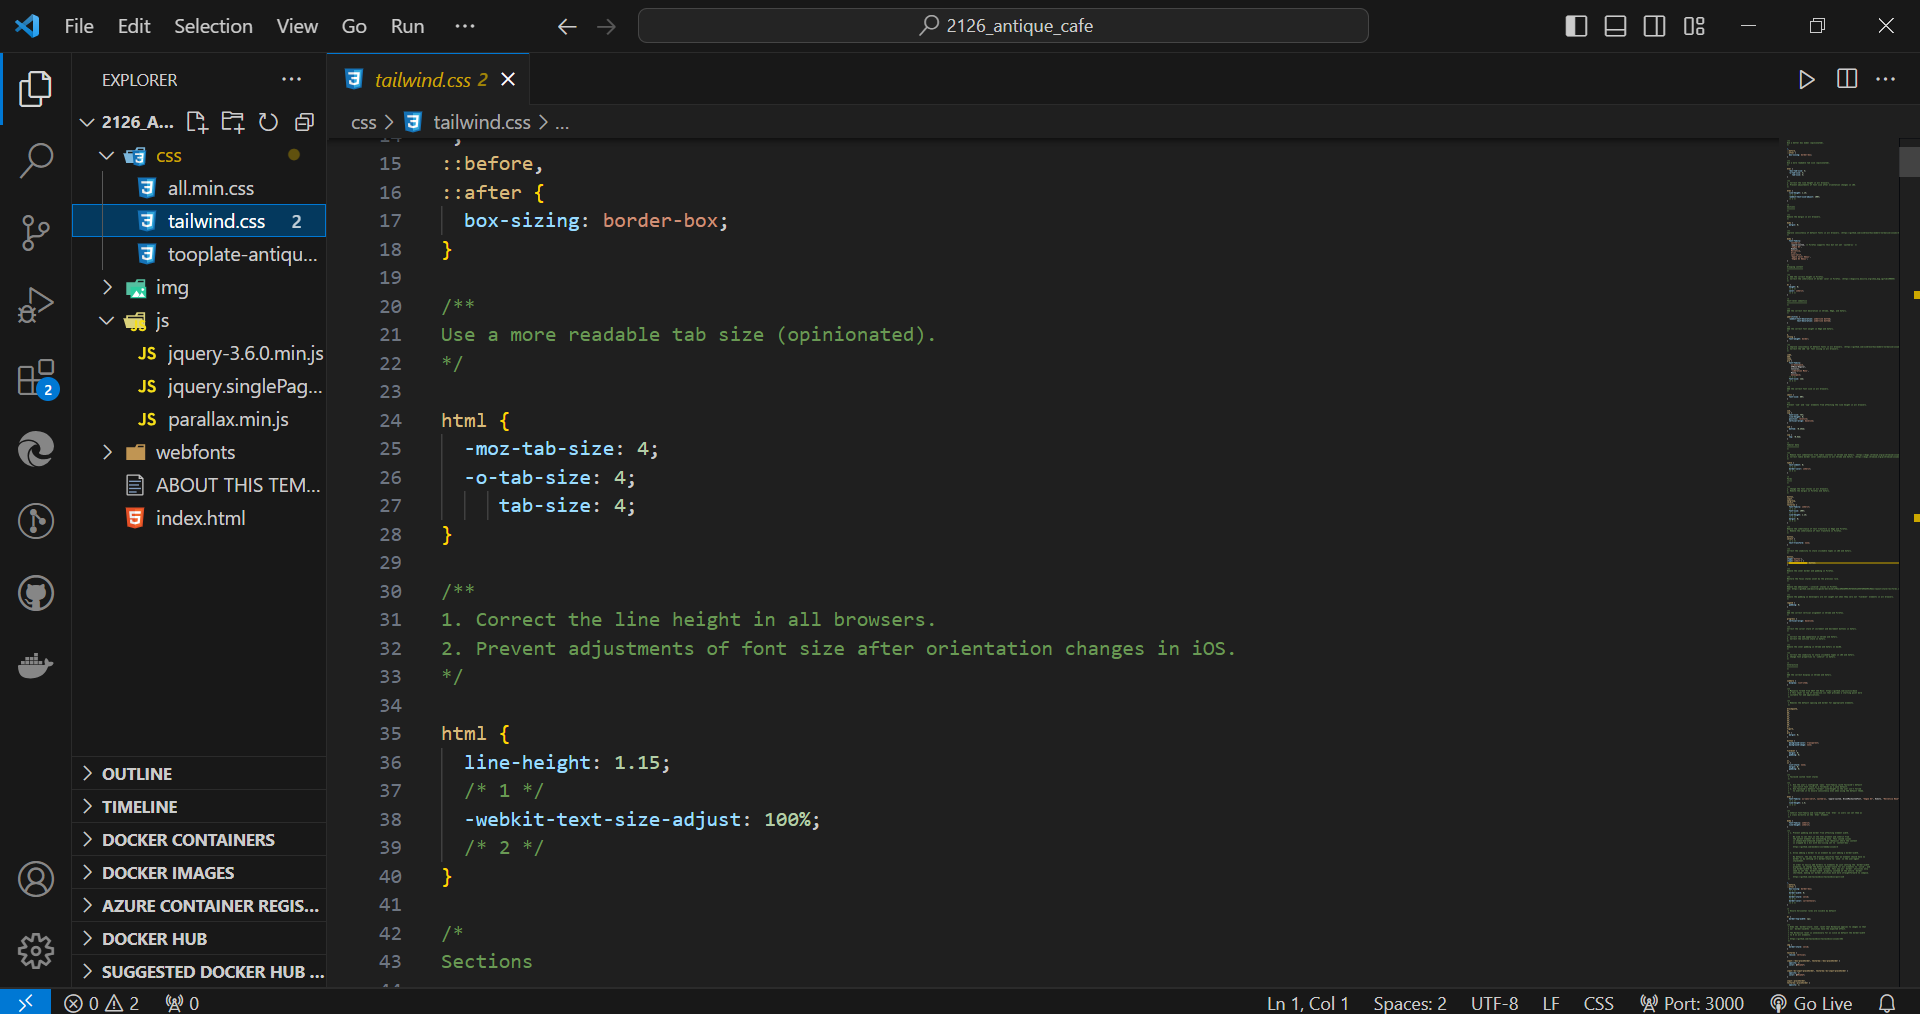 File Edit Selection View Go Run ···
2126_antique_cafe
EXPLORER
2126_A...
css
all.min.css
tailwind.css 2
tooplate-antiqu...
img
js
JS jquery-3.6.0.min.js
JS jquery.singlePag...
JS parallax.min.js
webfonts
ABOUT THIS TEM...
index.html
2
OUTLINE
TIMELINE
DOCKER CONTAINERS
DOCKER IMAGES
AZURE CONTAINER REGIS...
DOCKER HUB
SUGGESTED DOCKER HUB ...
tailwind.css 2
css > tailwind.css > ...
15 ::before,
16 ::after {
17 box-sizing: border-box;
18 }
19
20 /**
21 Use a more readable tab size (opinionated).
22 */
23
24 html {
25 -moz-tab-size: 4;
26 -o-tab-size: 4;
27 tab-size: 4;
28 }
29
30 /**
31 1. Correct the line height in all browsers.
32 2. Prevent adjustments of font size after orientation changes in iOS.
33 */
34
35 html {
36 line-height: 1.15;
37 /* 1 */
38 -webkit-text-size-adjust: 100%;
39 /* 2 */
40 }
41
42 /*
43 Sections
0 2 0 Ln 1, Col 1 Spaces: 2 UTF-8 LF CSS Port: 3000 Go Live